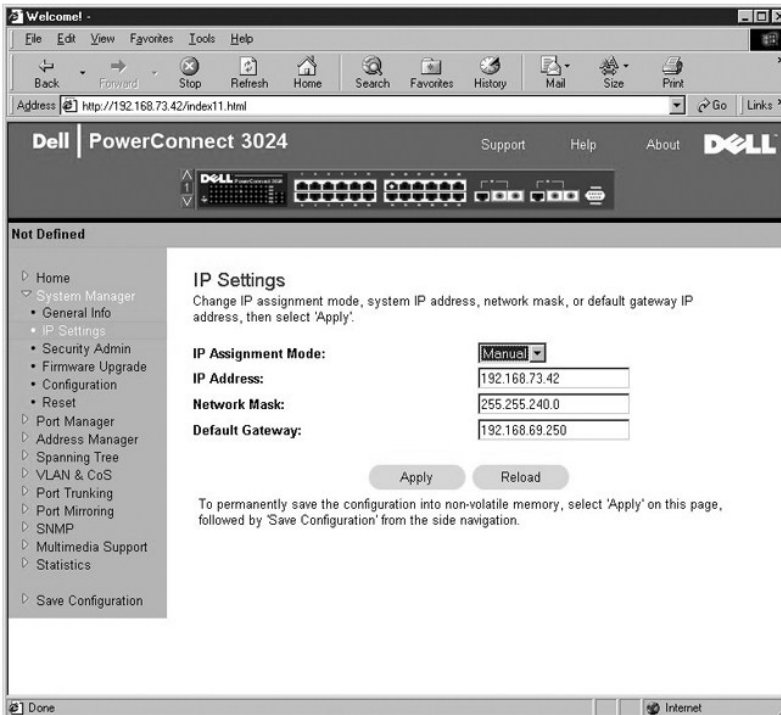 Welcome! -
File Edit View Favorites Tools Help
Back Forward Stop Refresh Home Search Favorites History Mail Size Print
Address http://192.168.73.42/index11.html Go Links
Dell PowerConnect 3024 Support Help About DELL
1 DELL
Not Defined
Home
System Manager
• General Info
• IP Settings
• Security Admin
• Firmware Upgrade
• Configuration
• Reset
Port Manager
Address Manager
Spanning Tree
VLAN & CoS
Port Trunking
Port Mirroring
SNMP
Multimedia Support
Statistics
Save Configuration
IP Settings
Change IP assignment mode, system IP address, network mask, or default gateway IP
address, then select 'Apply'.
IP Assignment Mode: Manual
IP Address: 192.168.73.42
Network Mask: 255.255.240.0
Default Gateway: 192.168.69.250
Apply Reload
To permanently save the configuration into non-volatile memory, select 'Apply' on this page,
followed by 'Save Configuration' from the side navigation.
Done Internet